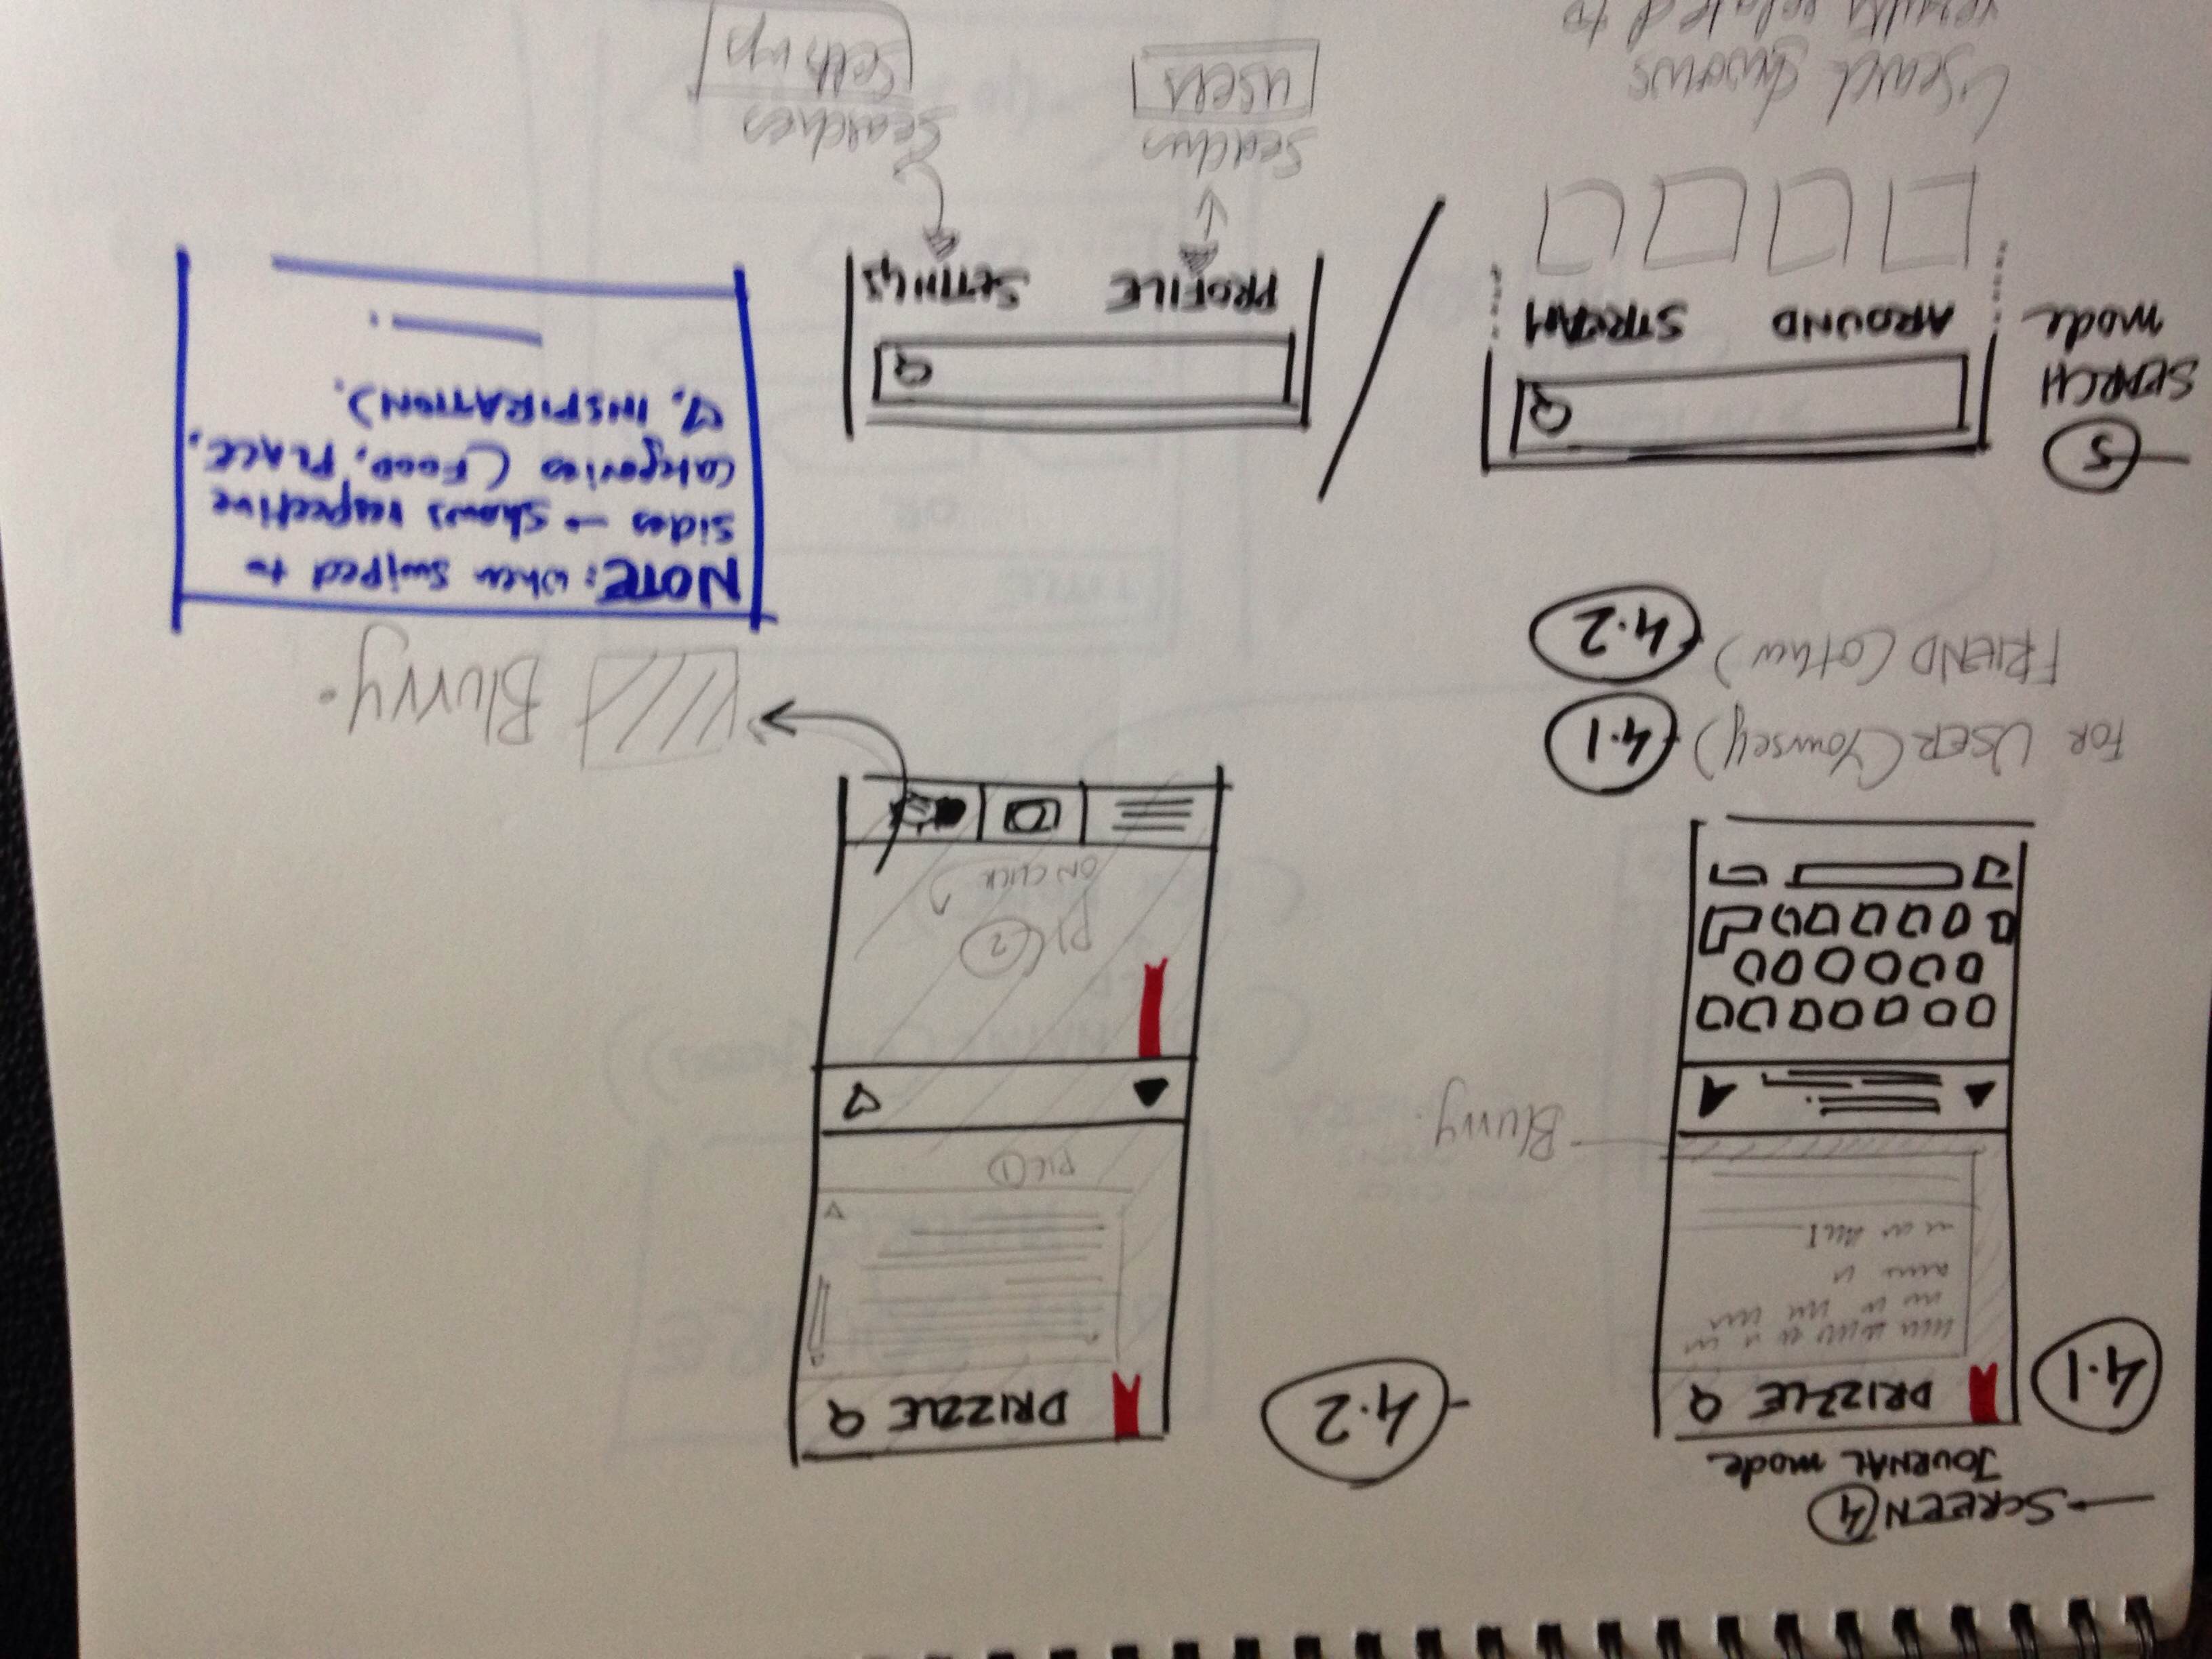 SCREEN 4
JOURNAL mode
4.1
DRIZZLE
Blurry.
4.2
DRIZZLE
PIC 1
PIC 2
ON CLICK
Blurry.
FOR USER (Yourself) 4.1
FRIEND (other) 4.2
NOTE: when swiped to
sides → shows respective
categories (FOOD, PLACE,
♡, INSPIRATION).
5
SEARCH
mode
AROUND STREAM
PROFILE SETTINGS
Searches
users
Searches
Settings
Search shows
results related to